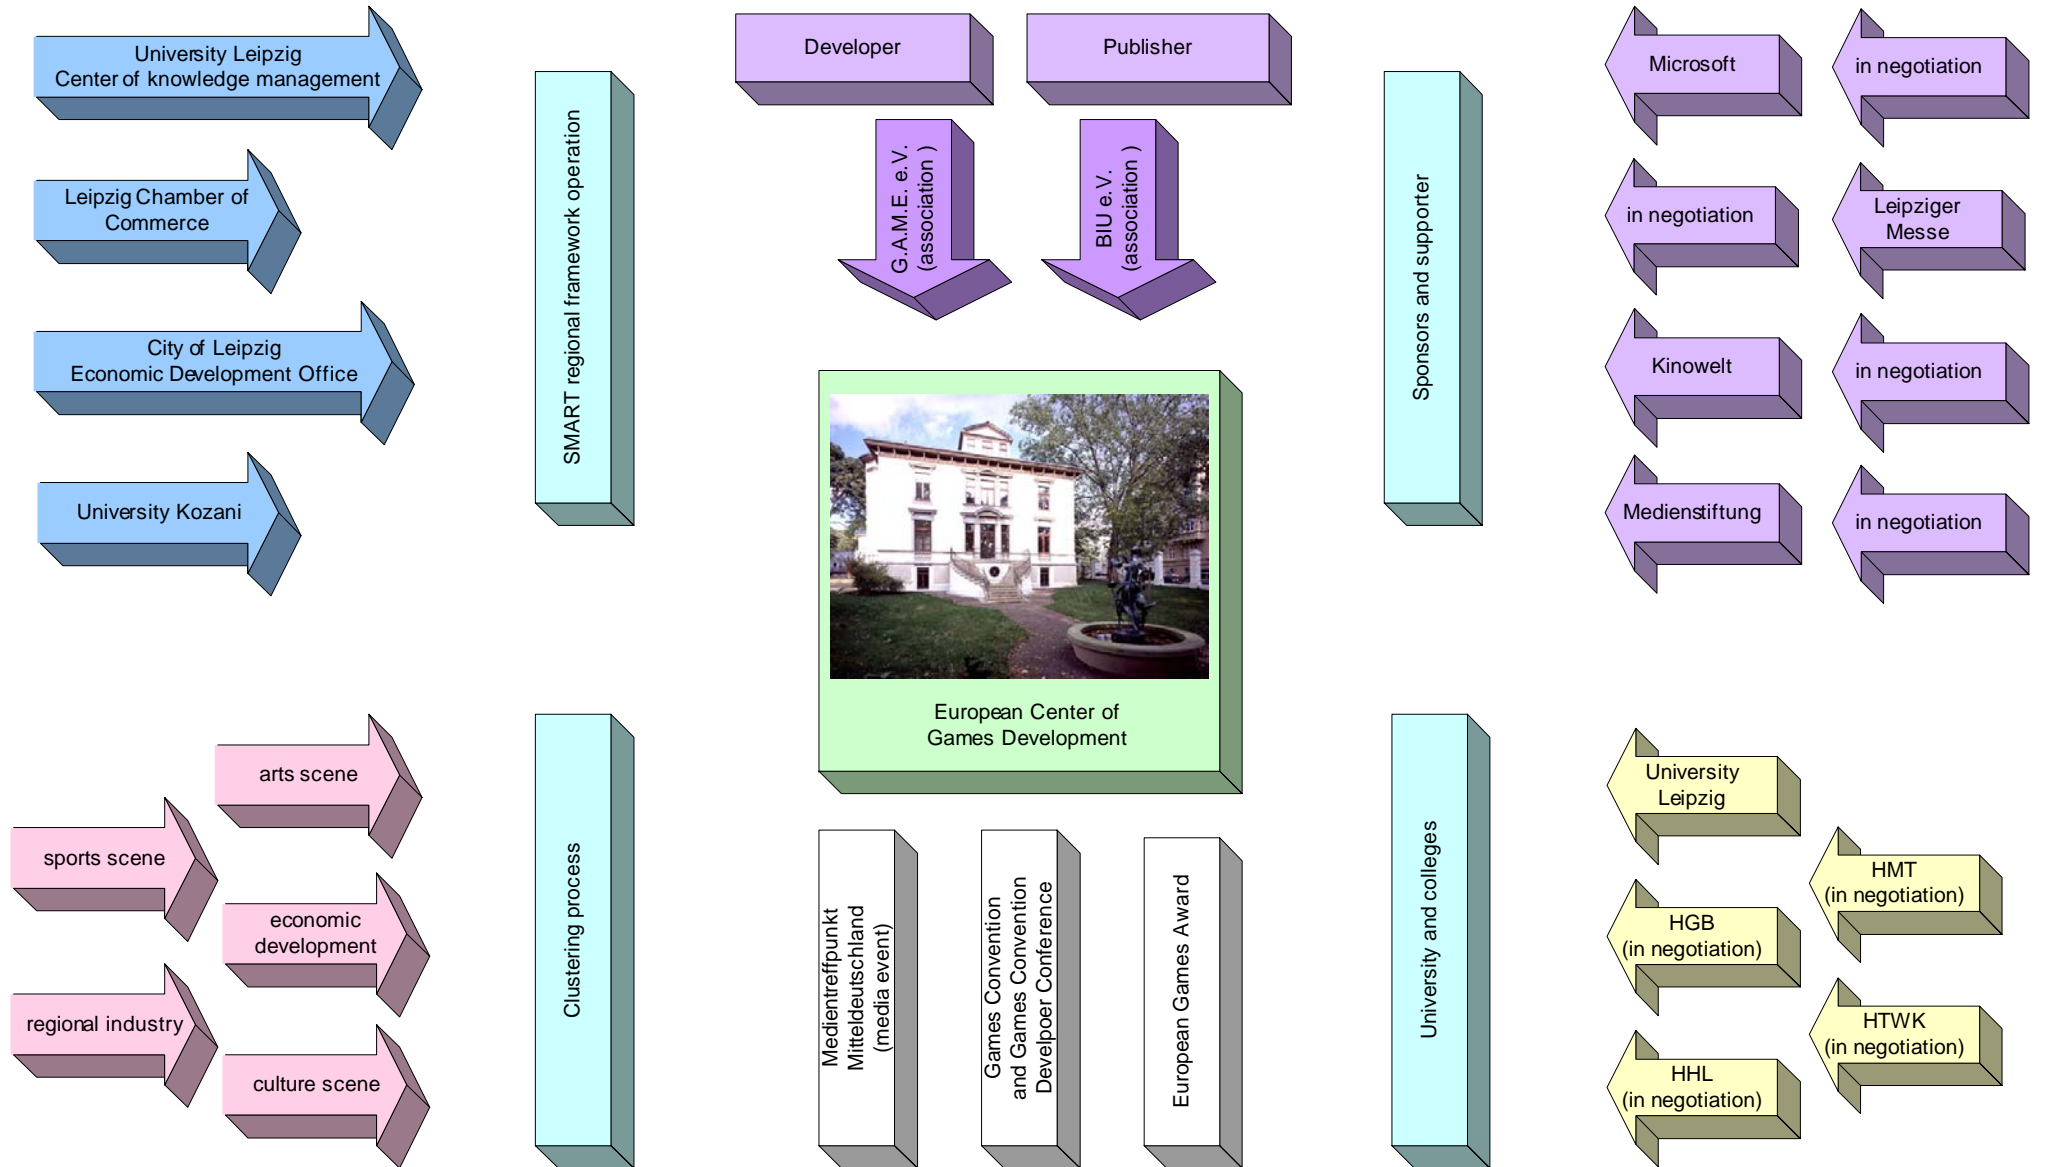 University Leipzig
Center of knowledge management
Leipzig Chamber of
Commerce
City of Leipzig
Economic Development Office
University Kozani
SMART regional framework operation
Developer
Publisher
G.A.M.E. e.V.
(association )
BIU e.V.
(association )
European Center of
Games Development
Sponsors and supporter
Microsoft
in negotiation
in negotiation
Leipziger
Messe
Kinowelt
in negotiation
Medienstiftung
in negotiation
arts scene
sports scene
economic
development
regional industry
culture scene
Clustering process
Medientreffpunkt
Mitteldeutschland
(media event)
Games Convention
and Games Convention
Develpoer Conference
European Games Award
University and colleges
University
Leipzig
HMT
(in negotiation)
HGB
(in negotiation)
HTWK
(in negotiation)
HHL
(in negotiation)